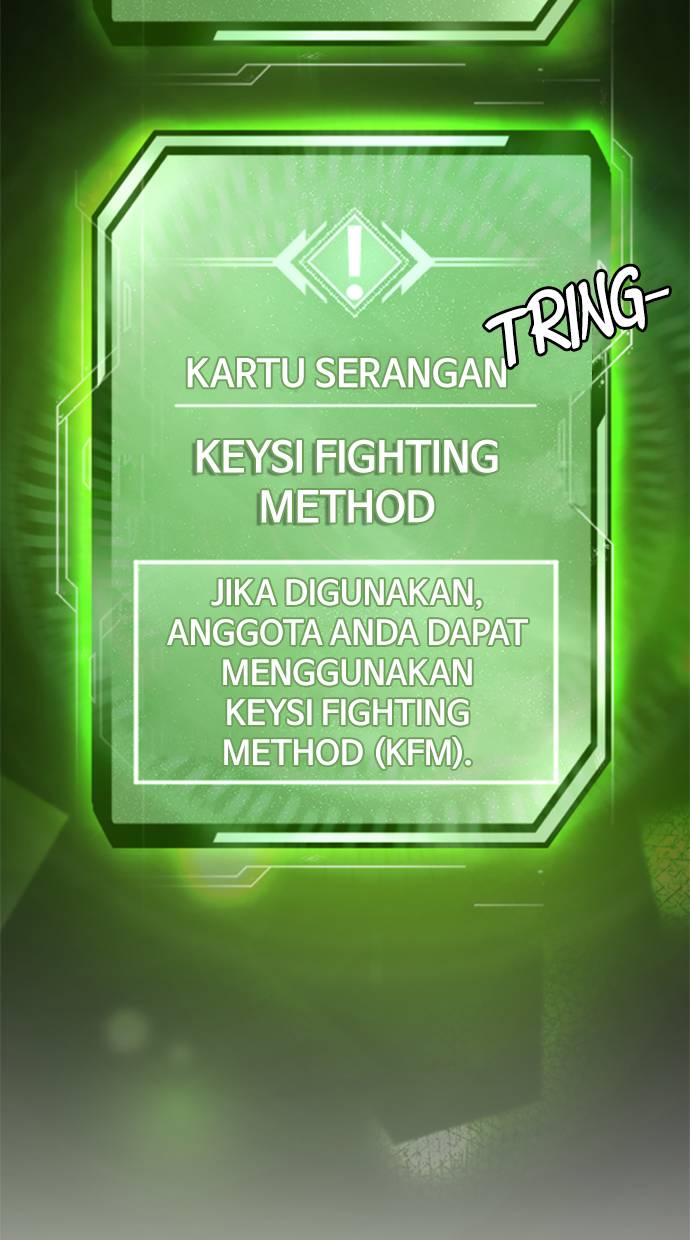 TRING-
KARTU SERANGAN
KEYSI FIGHTING
METHOD
JIKA DIGUNAKAN,
ANGGOTA ANDA DAPAT
MENGGUNAKAN
KEYSI FIGHTING
METHOD (KFM).